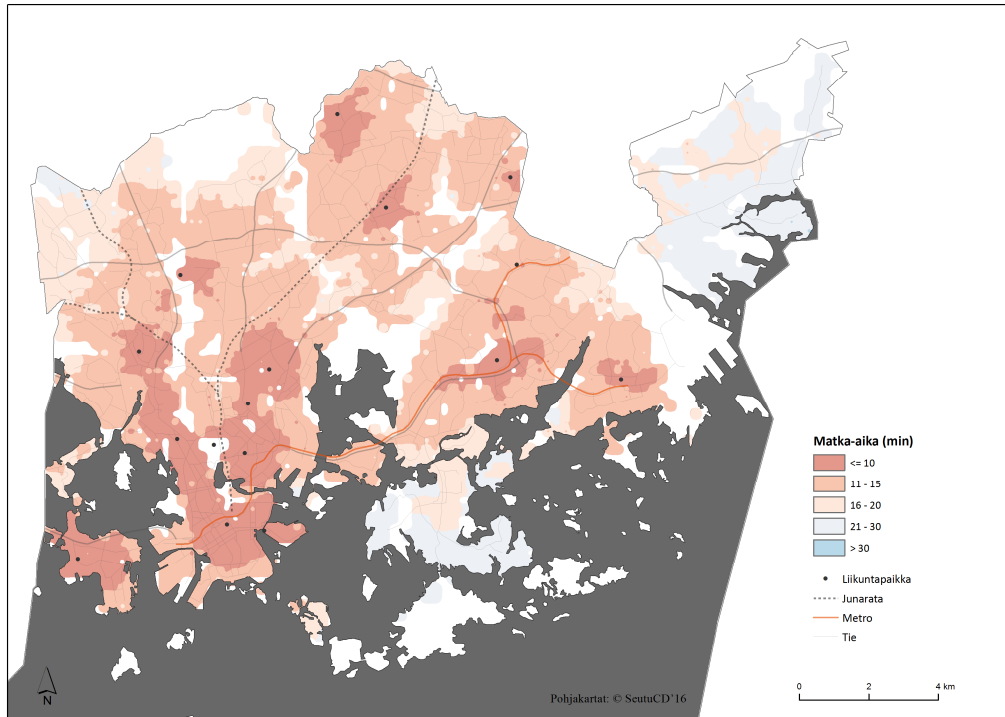 Matka-aika (min)
<= 10
11 - 15
16 - 20
21 - 30
> 30
Liikuntapaikka
Junarata
Metro
Tie
N
Pohjakartat: © SeutuCD'16
0 2 4 km